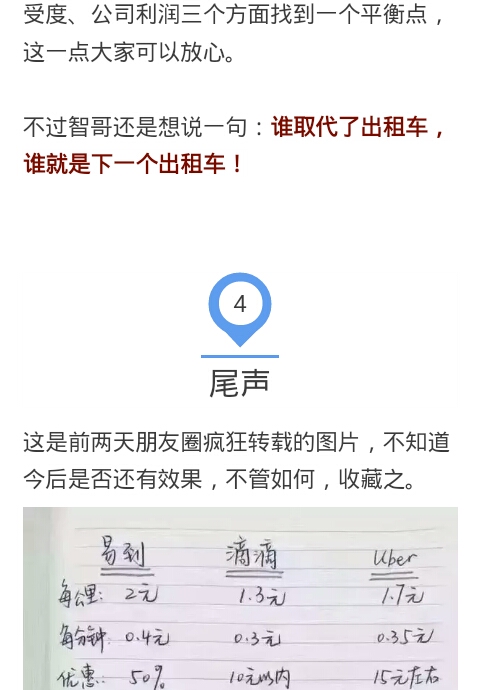 受度、公司利润三个方面找到一个平衡点，
这一点大家可以放心。
不过智哥还是想说一句：谁取代了出租车，
谁就是下一个出租车！
4
尾声
这是前两天朋友圈疯狂转载的图片，不知道
今后是否还有效果，不管如何，收藏之。
易到 滴滴 Uber
每公里: 2元 1.3元 1.7元
每分钟: 0.4元 0.3元 0.35元
优惠: 50% 10元以内 15元左右